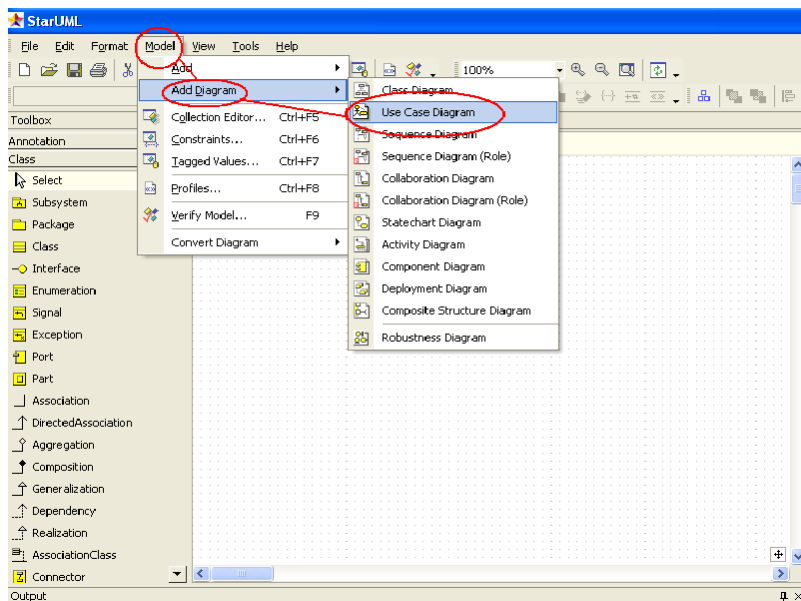 StarUML
File Edit Format Model View Tools Help
100%
Add
Add Diagram
Collection Editor... Ctrl+F5
Constraints... Ctrl+F6
Tagged Values... Ctrl+F7
Profiles... Ctrl+F8
Verify Model... F9
Convert Diagram
Class Diagram
Use Case Diagram
Sequence Diagram
Sequence Diagram (Role)
Collaboration Diagram
Collaboration Diagram (Role)
Statechart Diagram
Activity Diagram
Component Diagram
Deployment Diagram
Composite Structure Diagram
Robustness Diagram
Toolbox
Annotation
Class
Select
Subsystem
Package
Class
Interface
Enumeration
Signal
Exception
Port
Part
Association
DirectedAssociation
Aggregation
Composition
Generalization
Dependency
Realization
AssociationClass
Connector
Output